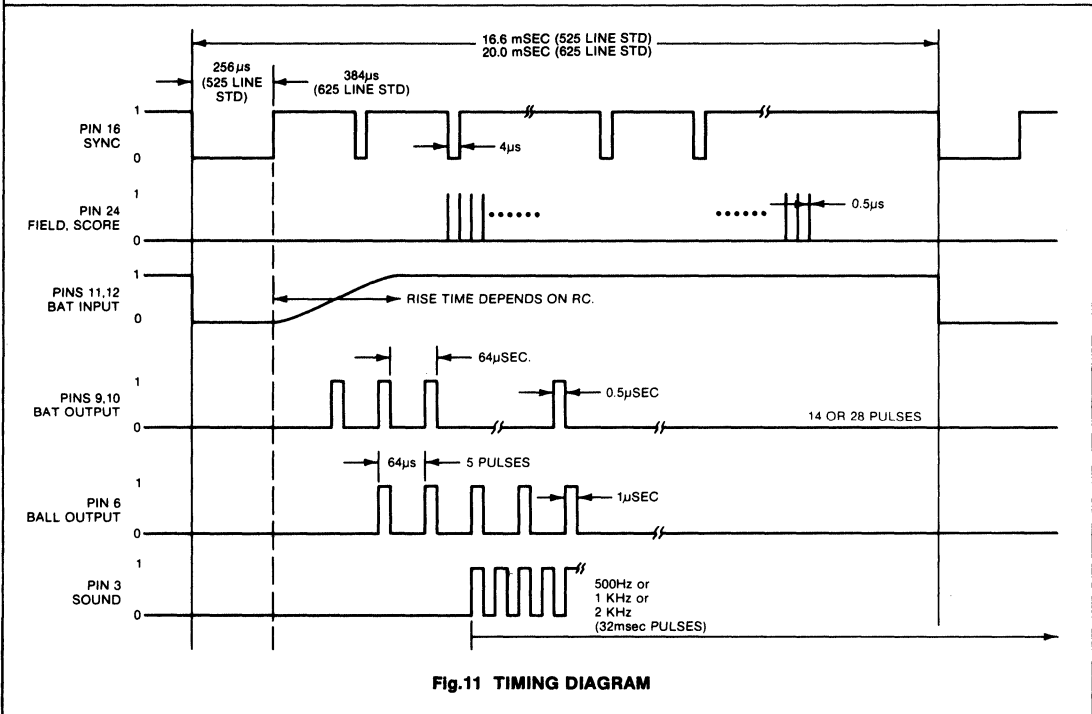 16.6 mSEC (525 LINE STD)
20.0 mSEC (625 LINE STD)
256µs
(525 LINE
STD)
384µs
(625 LINE STD)
PIN 16
SYNC
1
0
4µs
PIN 24
FIELD, SCORE
1
0
0.5µs
PINS 11,12
BAT INPUT
1
0
RISE TIME DEPENDS ON RC.
PINS 9,10
BAT OUTPUT
1
0
64µSEC.
0.5µSEC
14 OR 28 PULSES
PIN 6
BALL OUTPUT
1
0
64µs
5 PULSES
1µSEC
PIN 3
SOUND
1
0
500Hz or
1 KHz or
2 KHz
(32msec PULSES)
Fig.11 TIMING DIAGRAM